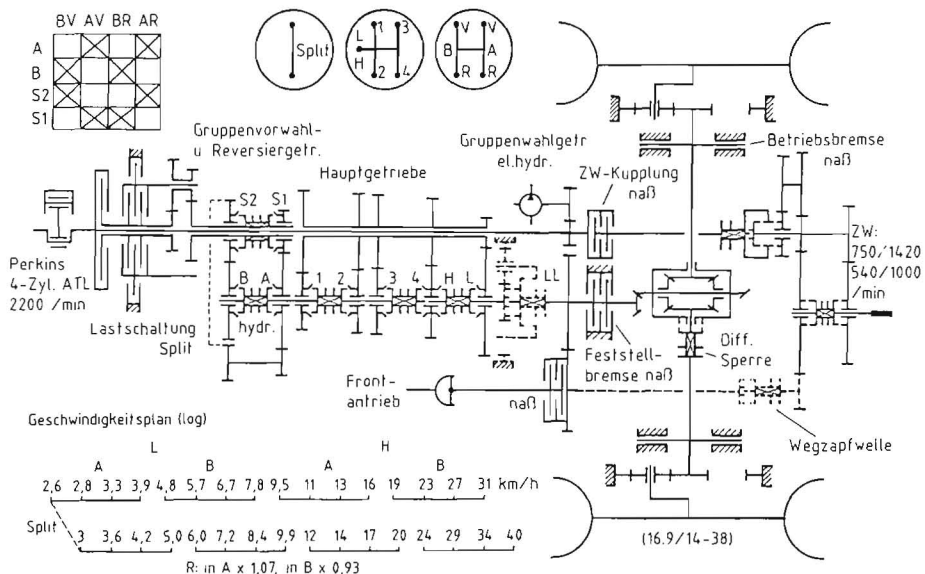 BV AV BR AR
A
B
S2
S1
Split
L
H
1 3
2 4
V V
B A
R R
Gruppenvorwahl-
u Reversiergetr.
Hauptgetriebe
Gruppenwahlgetr
el.hydr.
ZW-Kupplung
naß
Betriebsbremse
naß
S2 S1
ZW:
750/1420
540/1000
/min
Perkins
4-Zyl. ATL
2200 /min
B A 1 2 3 4 H L LL
hydr.
Lastschaltung
Split
Feststell-
bremse naß
Diff.
Sperre
Front-
antrieb
naß
Wegzapfwelle
Geschwindigkeitsplan (log)
L H
A B A B
2,6 2,8 3,3 3,9 4,8 5,7 6,7 7,8 9,5 11 13 16 19 23 27 31 km/h
Split
3 3,6 4,2 5,0 6,0 7,2 8,4 9,9 12 14 17 20 24 29 34 40
R: in A x 1,07, in B x 0,93
(16.9/14-38)